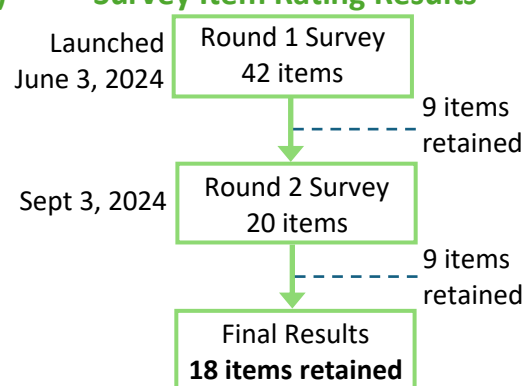 Survey Item Rating Results
Launched
June 3, 2024
Round 1 Survey
42 items
9 items
retained
Sept 3, 2024
Round 2 Survey
20 items
9 items
retained
Final Results
18 items retained